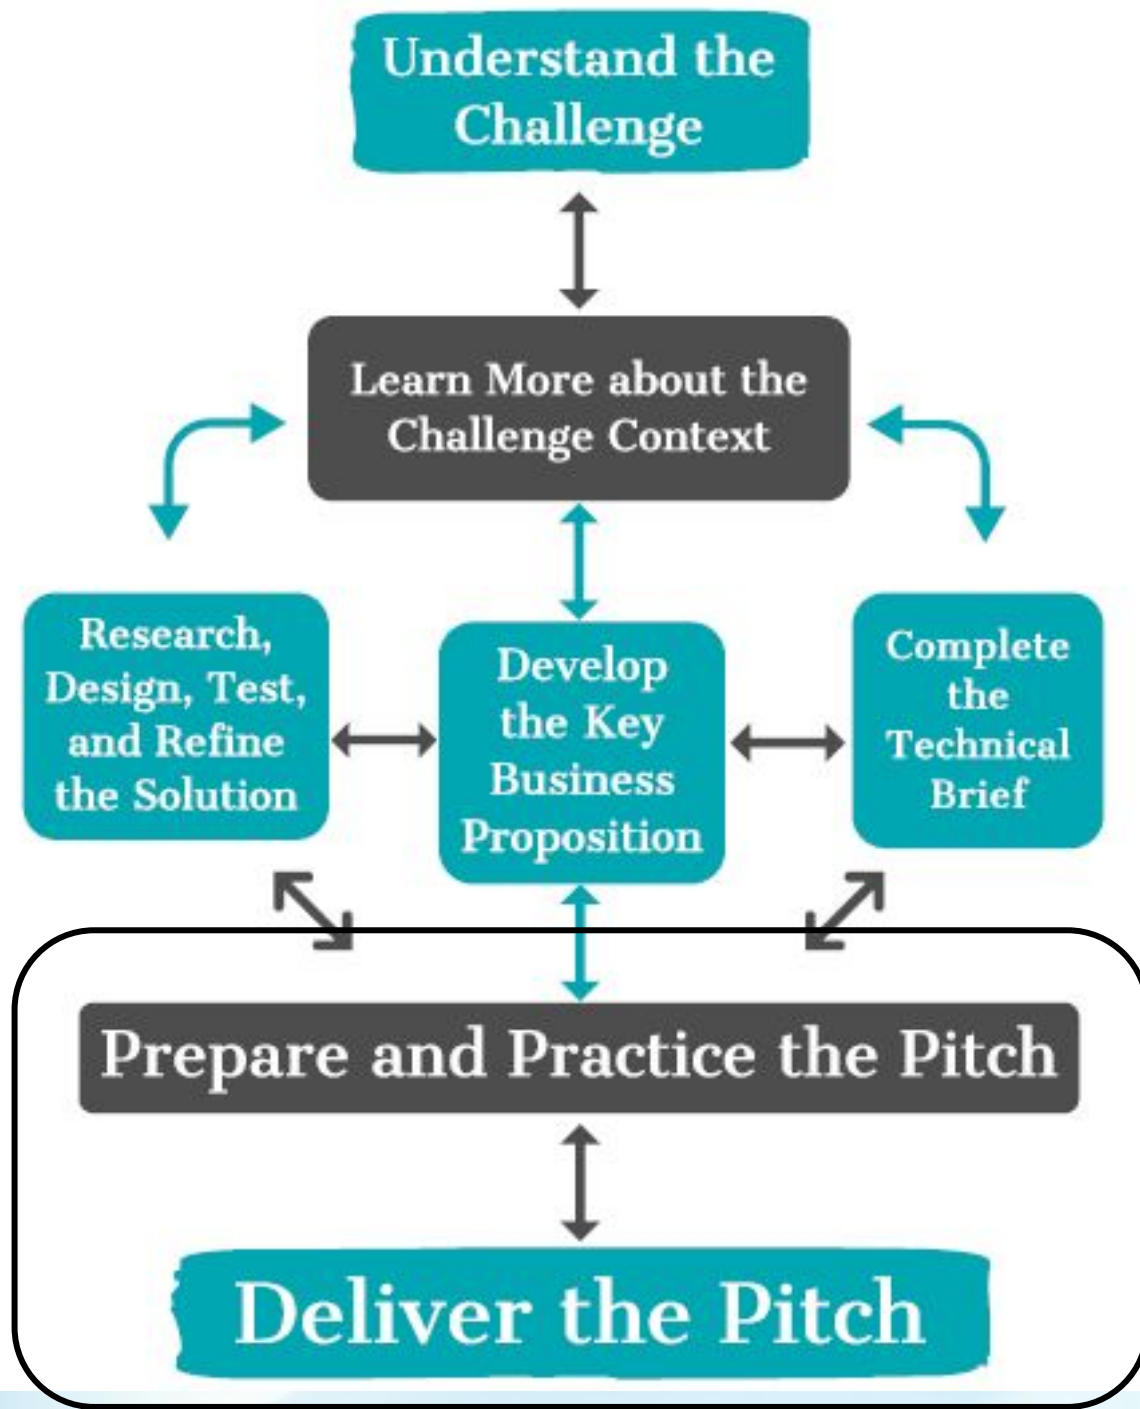 Understand the
Challenge
Learn More about the
Challenge Context
Research,
Design, Test,
and Refine
the Solution
Develop
the Key
Business
Proposition
Complete
the
Technical
Brief
Prepare and Practice the Pitch
Deliver the Pitch